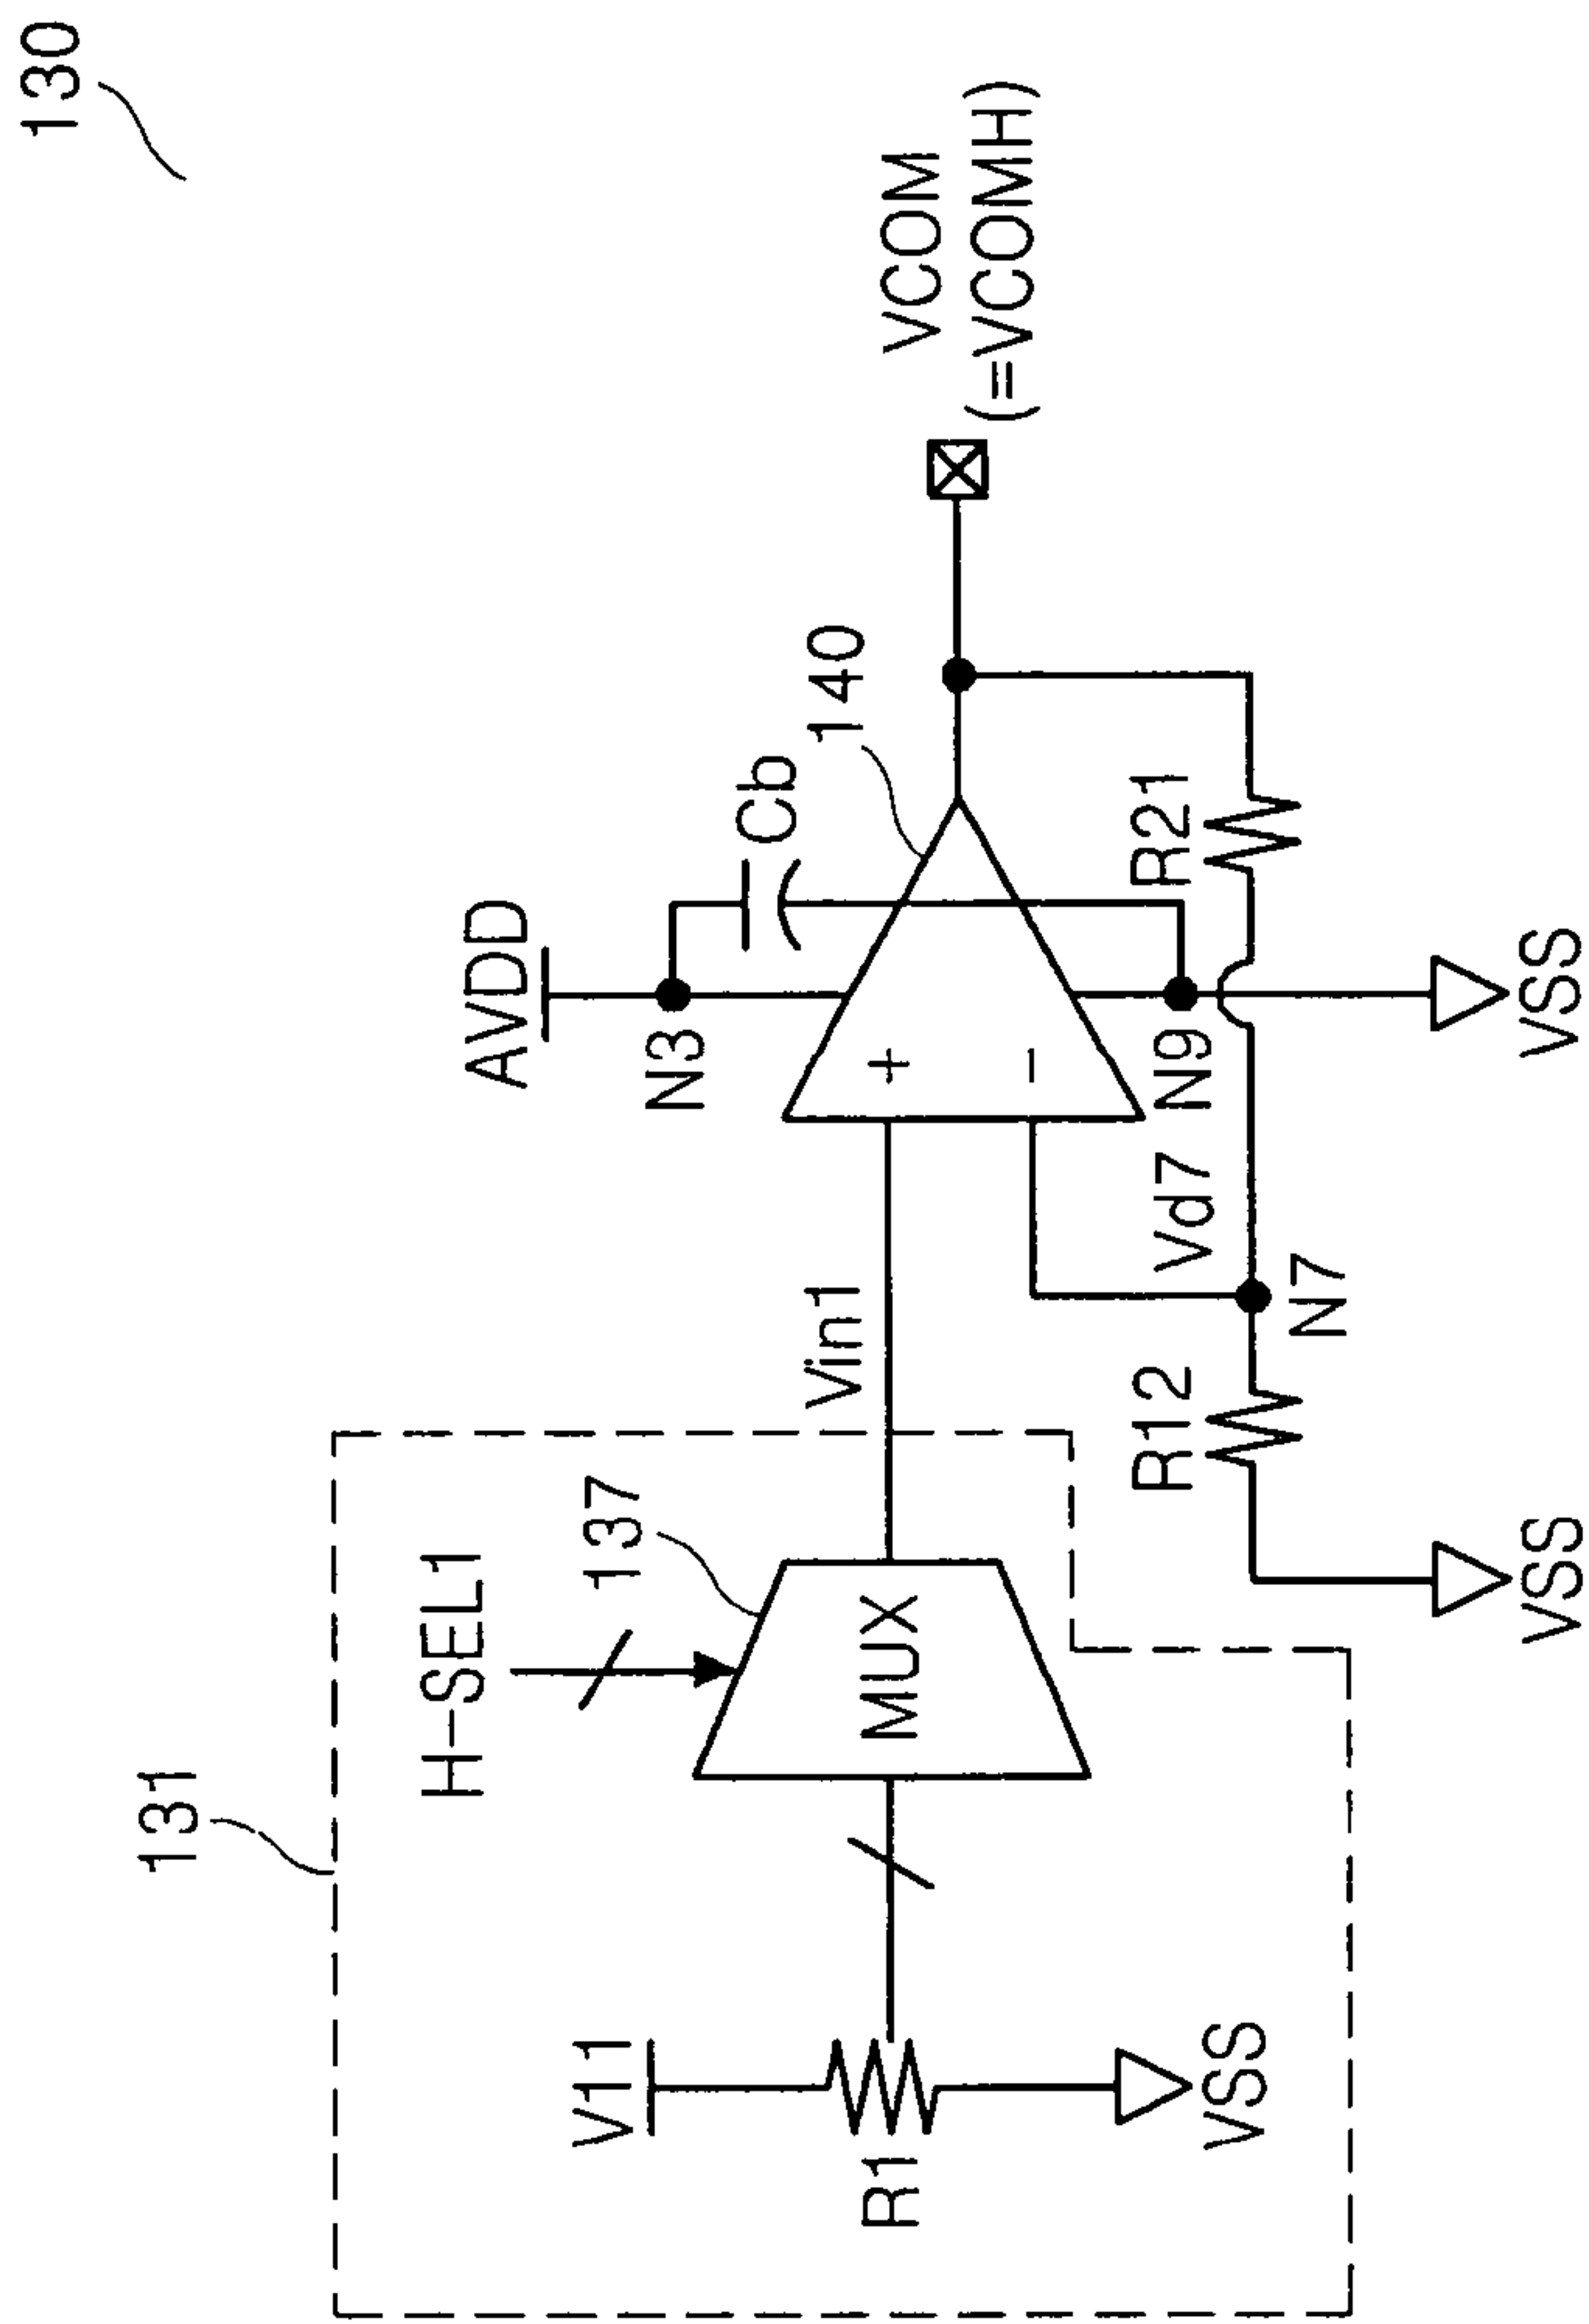 130
131
H-SEL1
137
V11
R1
MUX
VSS
Vin1
AVDD
N3
Cb
140
+
−
VCOM
(=VCOMH)
Vd7
N9
R21
N7
R12
VSS
VSS